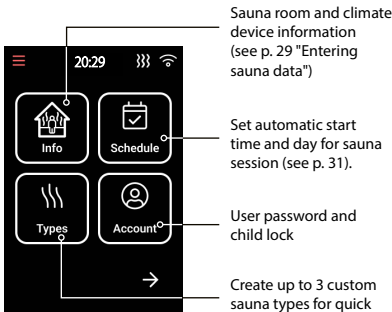 Sauna room and climate
device information
(see p. 29 "Entering
sauna data")
20:29
Info
Schedule
Set automatic start
time and day for sauna
session (see p. 31).
Types
Account
User password and
child lock
Create up to 3 custom
sauna types for quick